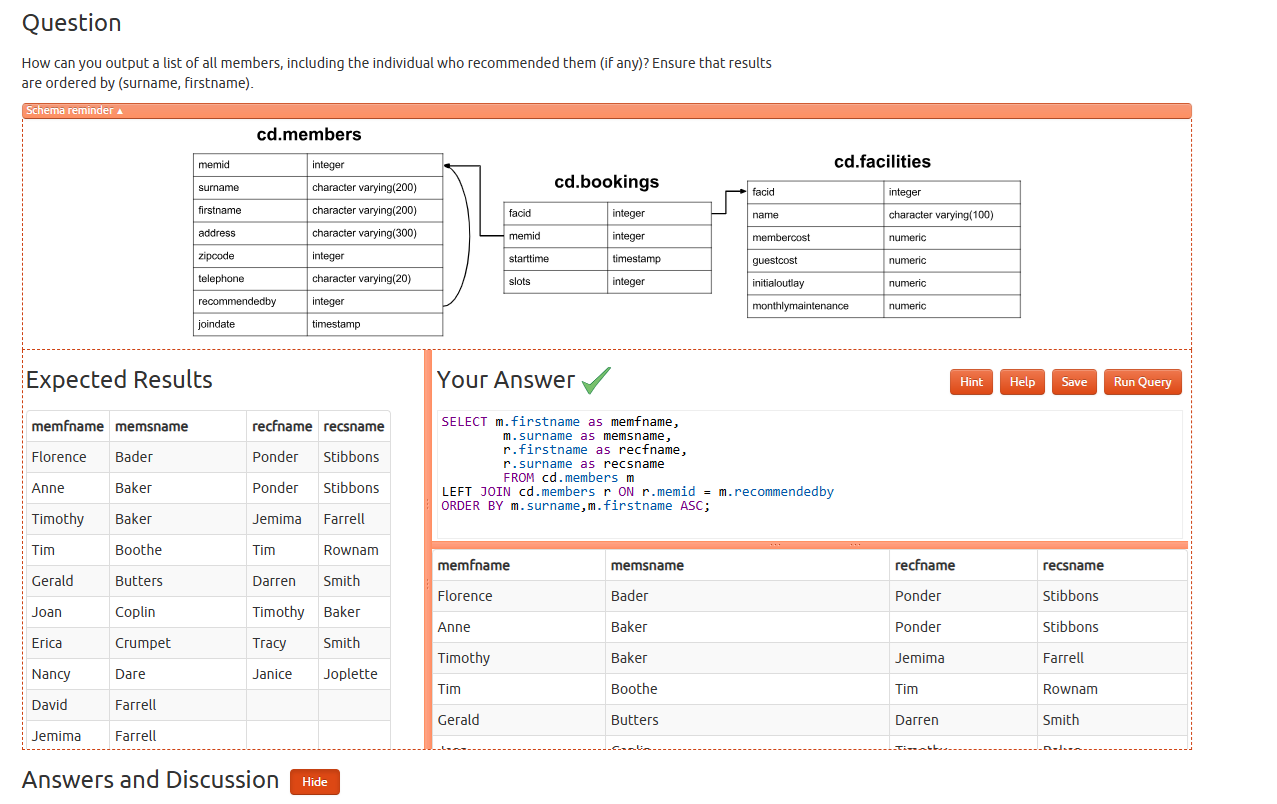 Question
How can you output a list of all members, including the individual who recommended them (if any)? Ensure that results
are ordered by (surname, firstname).
Schema reminder ▲
cd.members
memid integer
surname character varying(200)
firstname character varying(200)
address character varying(300)
zipcode integer
telephone character varying(20)
recommendedby integer
joindate timestamp
cd.bookings
facid integer
memid integer
starttime timestamp
slots integer
cd.facilities
facid integer
name character varying(100)
membercost numeric
guestcost numeric
initialoutlay numeric
monthlymaintenance numeric
Expected Results
memfname memsname recfname recsname
Florence Bader Ponder Stibbons
Anne Baker Ponder Stibbons
Timothy Baker Jemima Farrell
Tim Boothe Tim Rownam
Gerald Butters Darren Smith
Joan Coplin Timothy Baker
Erica Crumpet Tracy Smith
Nancy Dare Janice Joplette
David Farrell
Jemima Farrell
Your Answer
Hint Help Save Run Query
SELECT m.firstname as memfname,
m.surname as memsname,
r.firstname as recfname,
r.surname as recsname
FROM cd.members m
LEFT JOIN cd.members r ON r.memid = m.recommendedby
ORDER BY m.surname,m.firstname ASC;
memfname memsname recfname recsname
Florence Bader Ponder Stibbons
Anne Baker Ponder Stibbons
Timothy Baker Jemima Farrell
Tim Boothe Tim Rownam
Gerald Butters Darren Smith
Answers and Discussion Hide